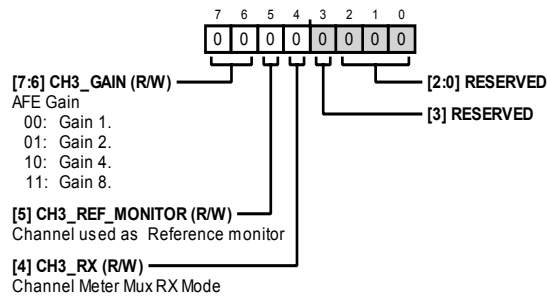 7 6 5 4 3 2 1 0
0 0 0 0 0 0 0 0
[7:6] CH3_GAIN (R/W)
[2:0] RESERVED
AFE Gain
[3] RESERVED
00: Gain 1.
01: Gain 2.
10: Gain 4.
11: Gain 8.
[5] CH3_REF_MONITOR (R/W)
Channel used as Reference monitor
[4] CH3_RX (R/W)
Channel Meter Mux RX Mode